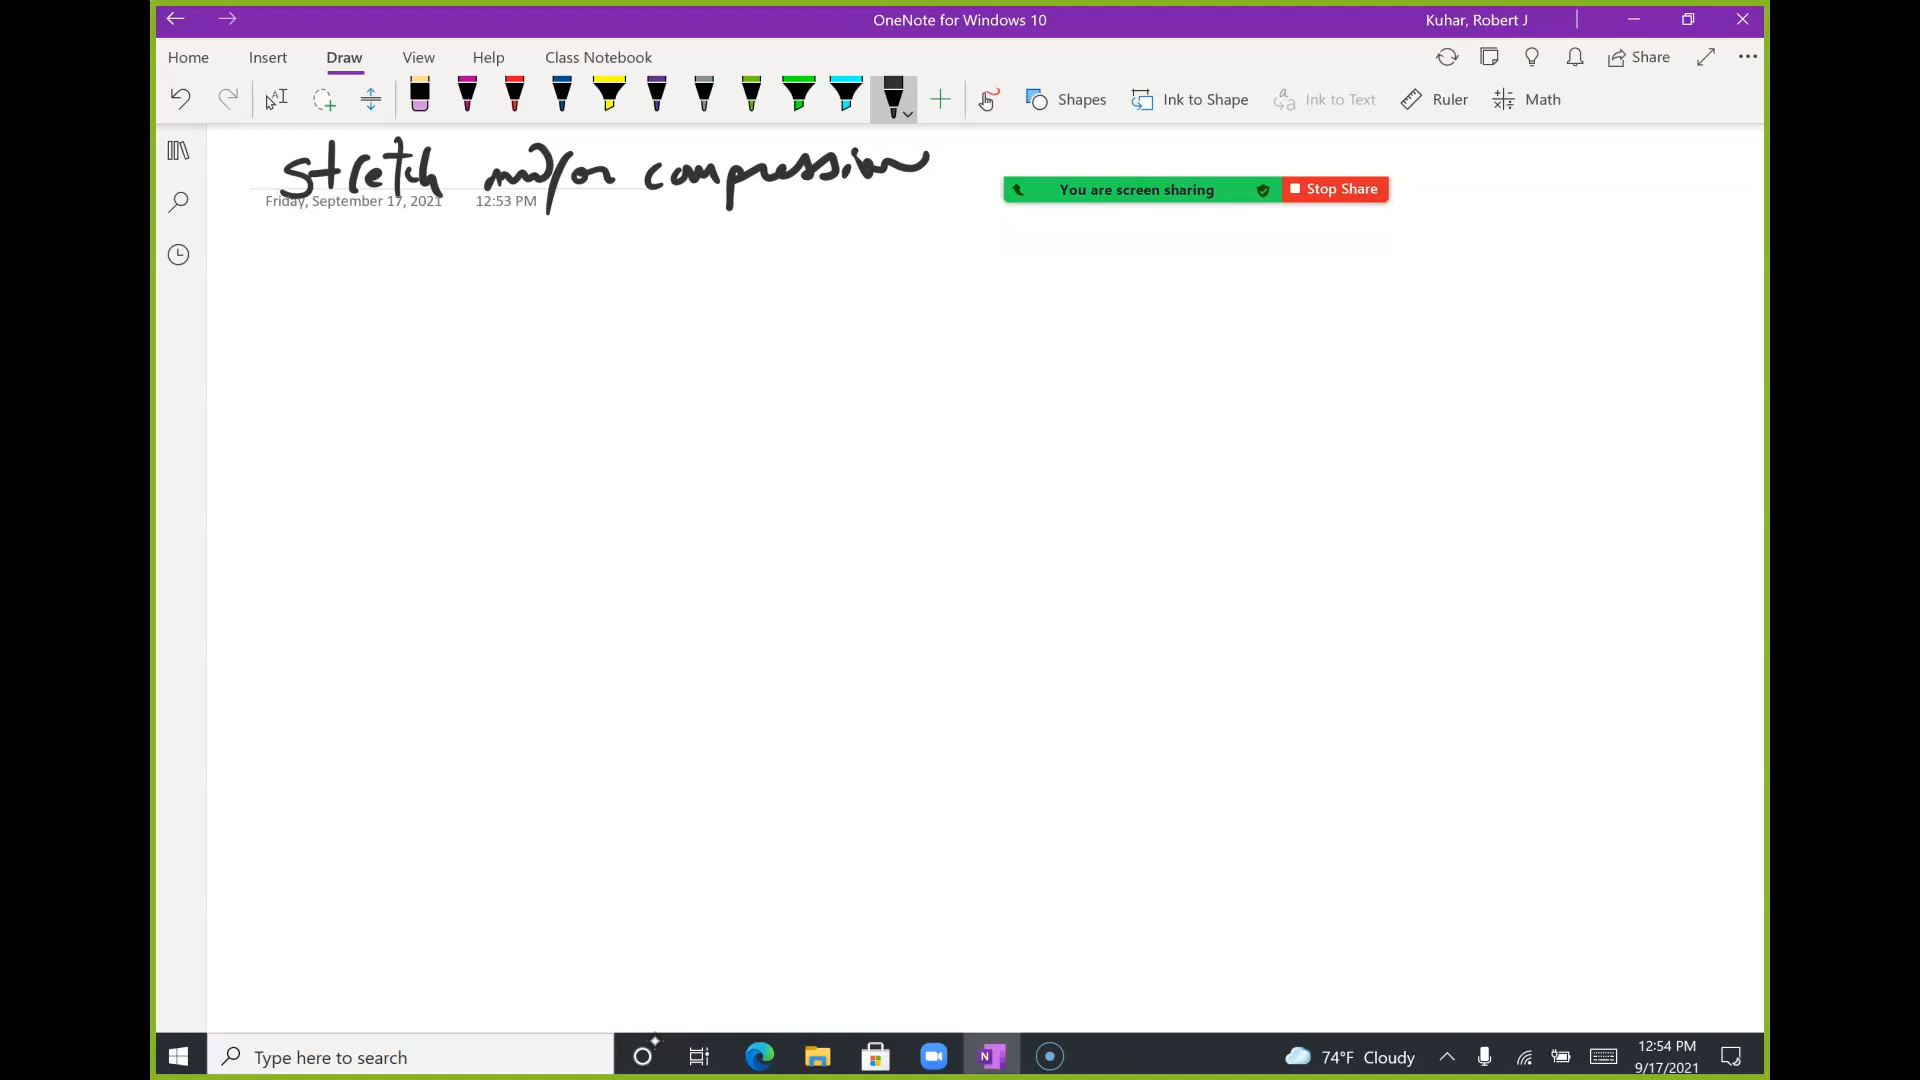 OneNote for Windows 10
Kuhar, Robert J
Home Insert Draw View Help Class Notebook
Share
Shapes Ink to Shape Ink to Text Ruler Math
stretch and/or compression
Friday, September 17, 2021 12:53 PM
You are screen sharing Stop Share
Type here to search
74°F Cloudy
12:54 PM
9/17/2021